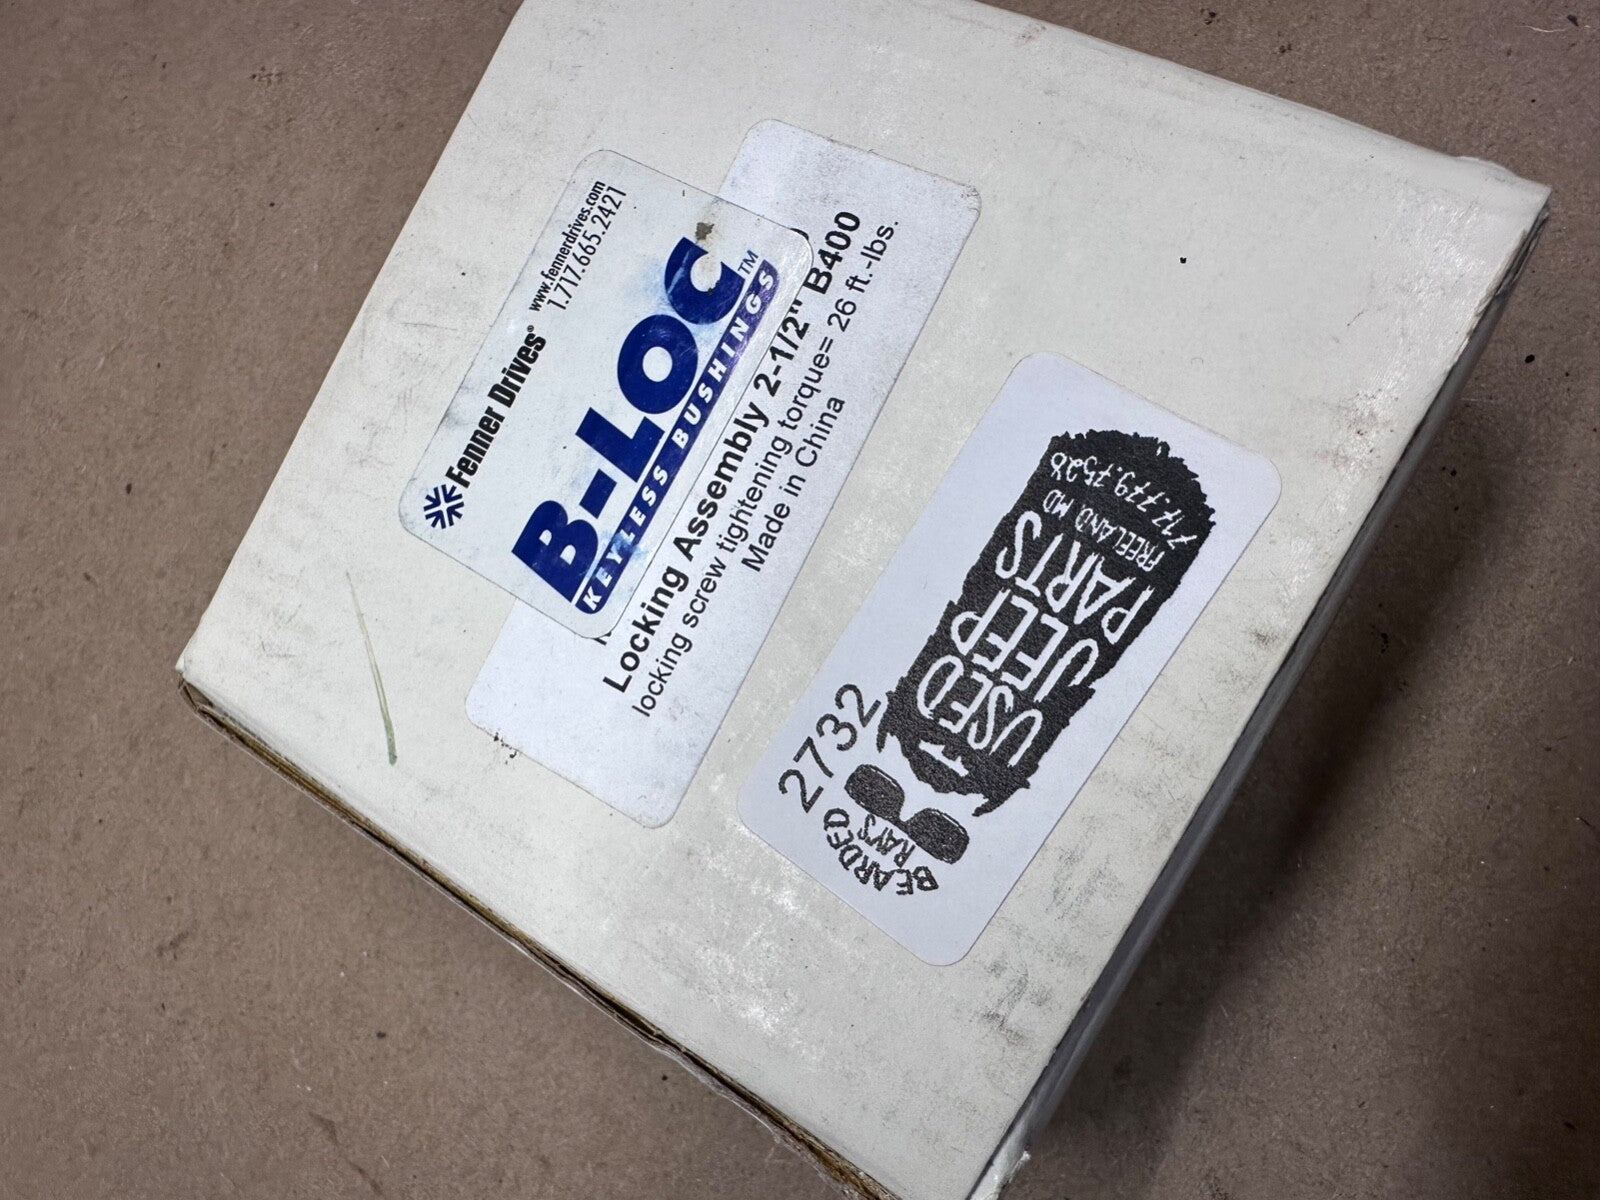 Fenner Drives®
www.fennerdrives.com
1.717.665.2421
B-LOC™
KEYLESS BUSHINGS
Locking Assembly 2-1/2" B400
locking screw tightening torque= 26 ft.-lbs.
Made in China
2732
BEARDED
RAY'S
USED
JEEP
PARTS
FREELAND MD
717.779.7528